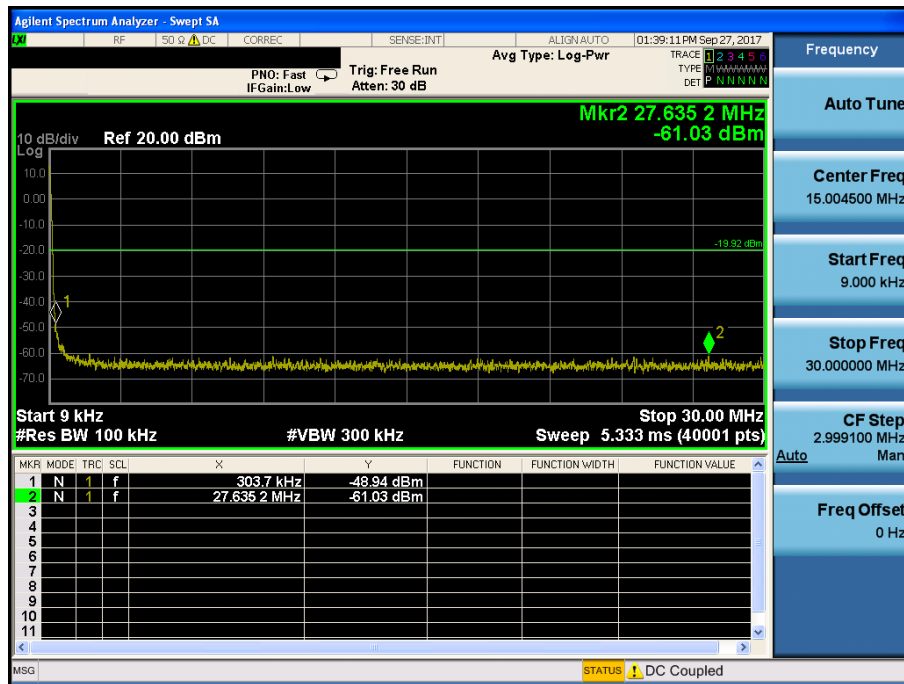 Agilent Spectrum Analyzer - Swept SA
LXI RF 50 Ω DC CORREC SENSE:INT ALIGN AUTO 01:39:11 PM Sep 27, 2017
Frequency
PNO: Fast
IFGain:Low
Trig: Free Run
Atten: 30 dB
Avg Type: Log-Pwr
TRACE 1 2 3 4 5 6
TYPE M W W W W W
DET P N N N N N
Auto Tune
Mkr2 27.635 2 MHz
-61.03 dBm
10 dB/div
Log
Ref 20.00 dBm
10.0
0.00
-10.0
-20.0
-30.0
-40.0
-50.0
-60.0
-70.0
-19.92 dBm
1
2
Center Freq
15.004500 MHz
Start Freq
9.000 kHz
Stop Freq
30.000000 MHz
CF Step
2.999100 MHz
Auto Man
Freq Offset
0 Hz
Start 9 kHz Stop 30.00 MHz
#Res BW 100 kHz #VBW 300 kHz Sweep 5.333 ms (40001 pts)
MKR MODE TRC SCL X Y FUNCTION FUNCTION WIDTH FUNCTION VALUE
1 N 1 f 303.7 kHz -48.94 dBm
2 N 1 f 27.635 2 MHz -61.03 dBm
3
4
5
6
7
8
9
10
11
MSG STATUS DC Coupled